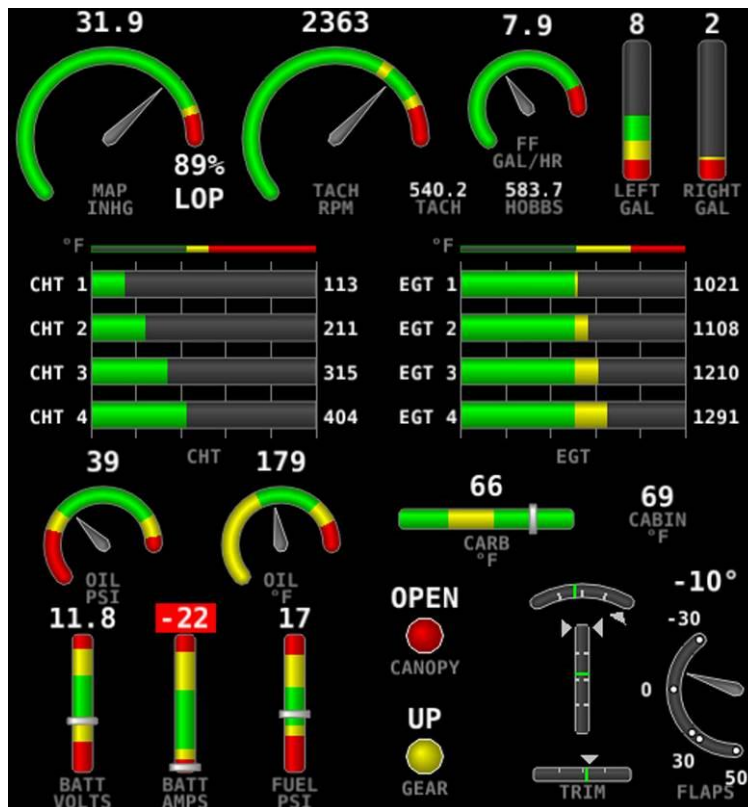 31.9
2363
7.9
8
2
89%
LOP
MAP
INHG
TACH
RPM
540.2
TACH
FF
GAL/HR
583.7
HOBBS
LEFT
GAL
RIGHT
GAL
°F
CHT 1
113
CHT 2
211
CHT 3
315
CHT 4
404
CHT
°F
EGT 1
1021
EGT 2
1108
EGT 3
1210
EGT 4
1291
EGT
39
OIL
PSI
179
OIL
°F
66
CARB
°F
69
CABIN
°F
11.8
BATT
VOLTS
-22
BATT
AMPS
17
FUEL
PSI
OPEN
CANOPY
UP
GEAR
TRIM
-10°
-30
0
30
50
FLAPS